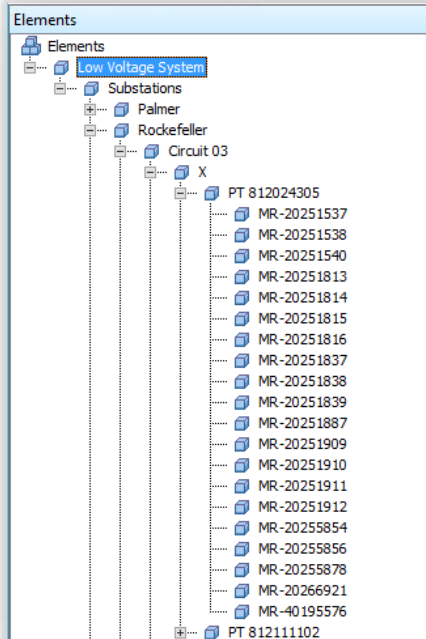 Elements
Elements
Low Voltage System
Substations
Palmer
Rockefeller
Circuit 03
X
PT 812024305
MR-20251537
MR-20251538
MR-20251540
MR-20251813
MR-20251814
MR-20251815
MR-20251816
MR-20251837
MR-20251838
MR-20251839
MR-20251887
MR-20251909
MR-20251910
MR-20251911
MR-20251912
MR-20255854
MR-20255856
MR-20255878
MR-20266921
MR-40195576
PT 812111102